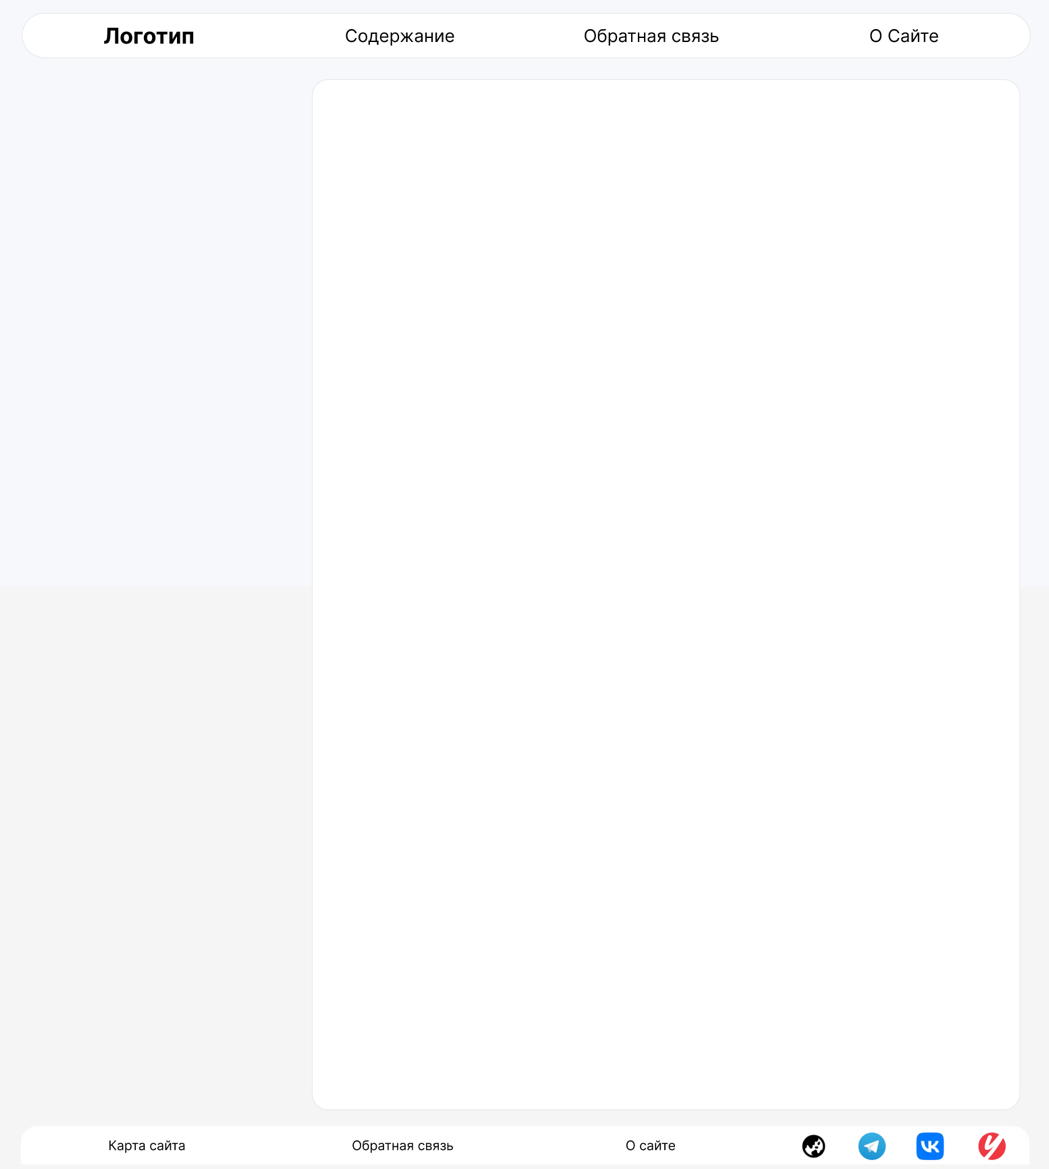 Логотип Содержание Обратная связь О Сайте
Карта сайта Обратная связь О сайте